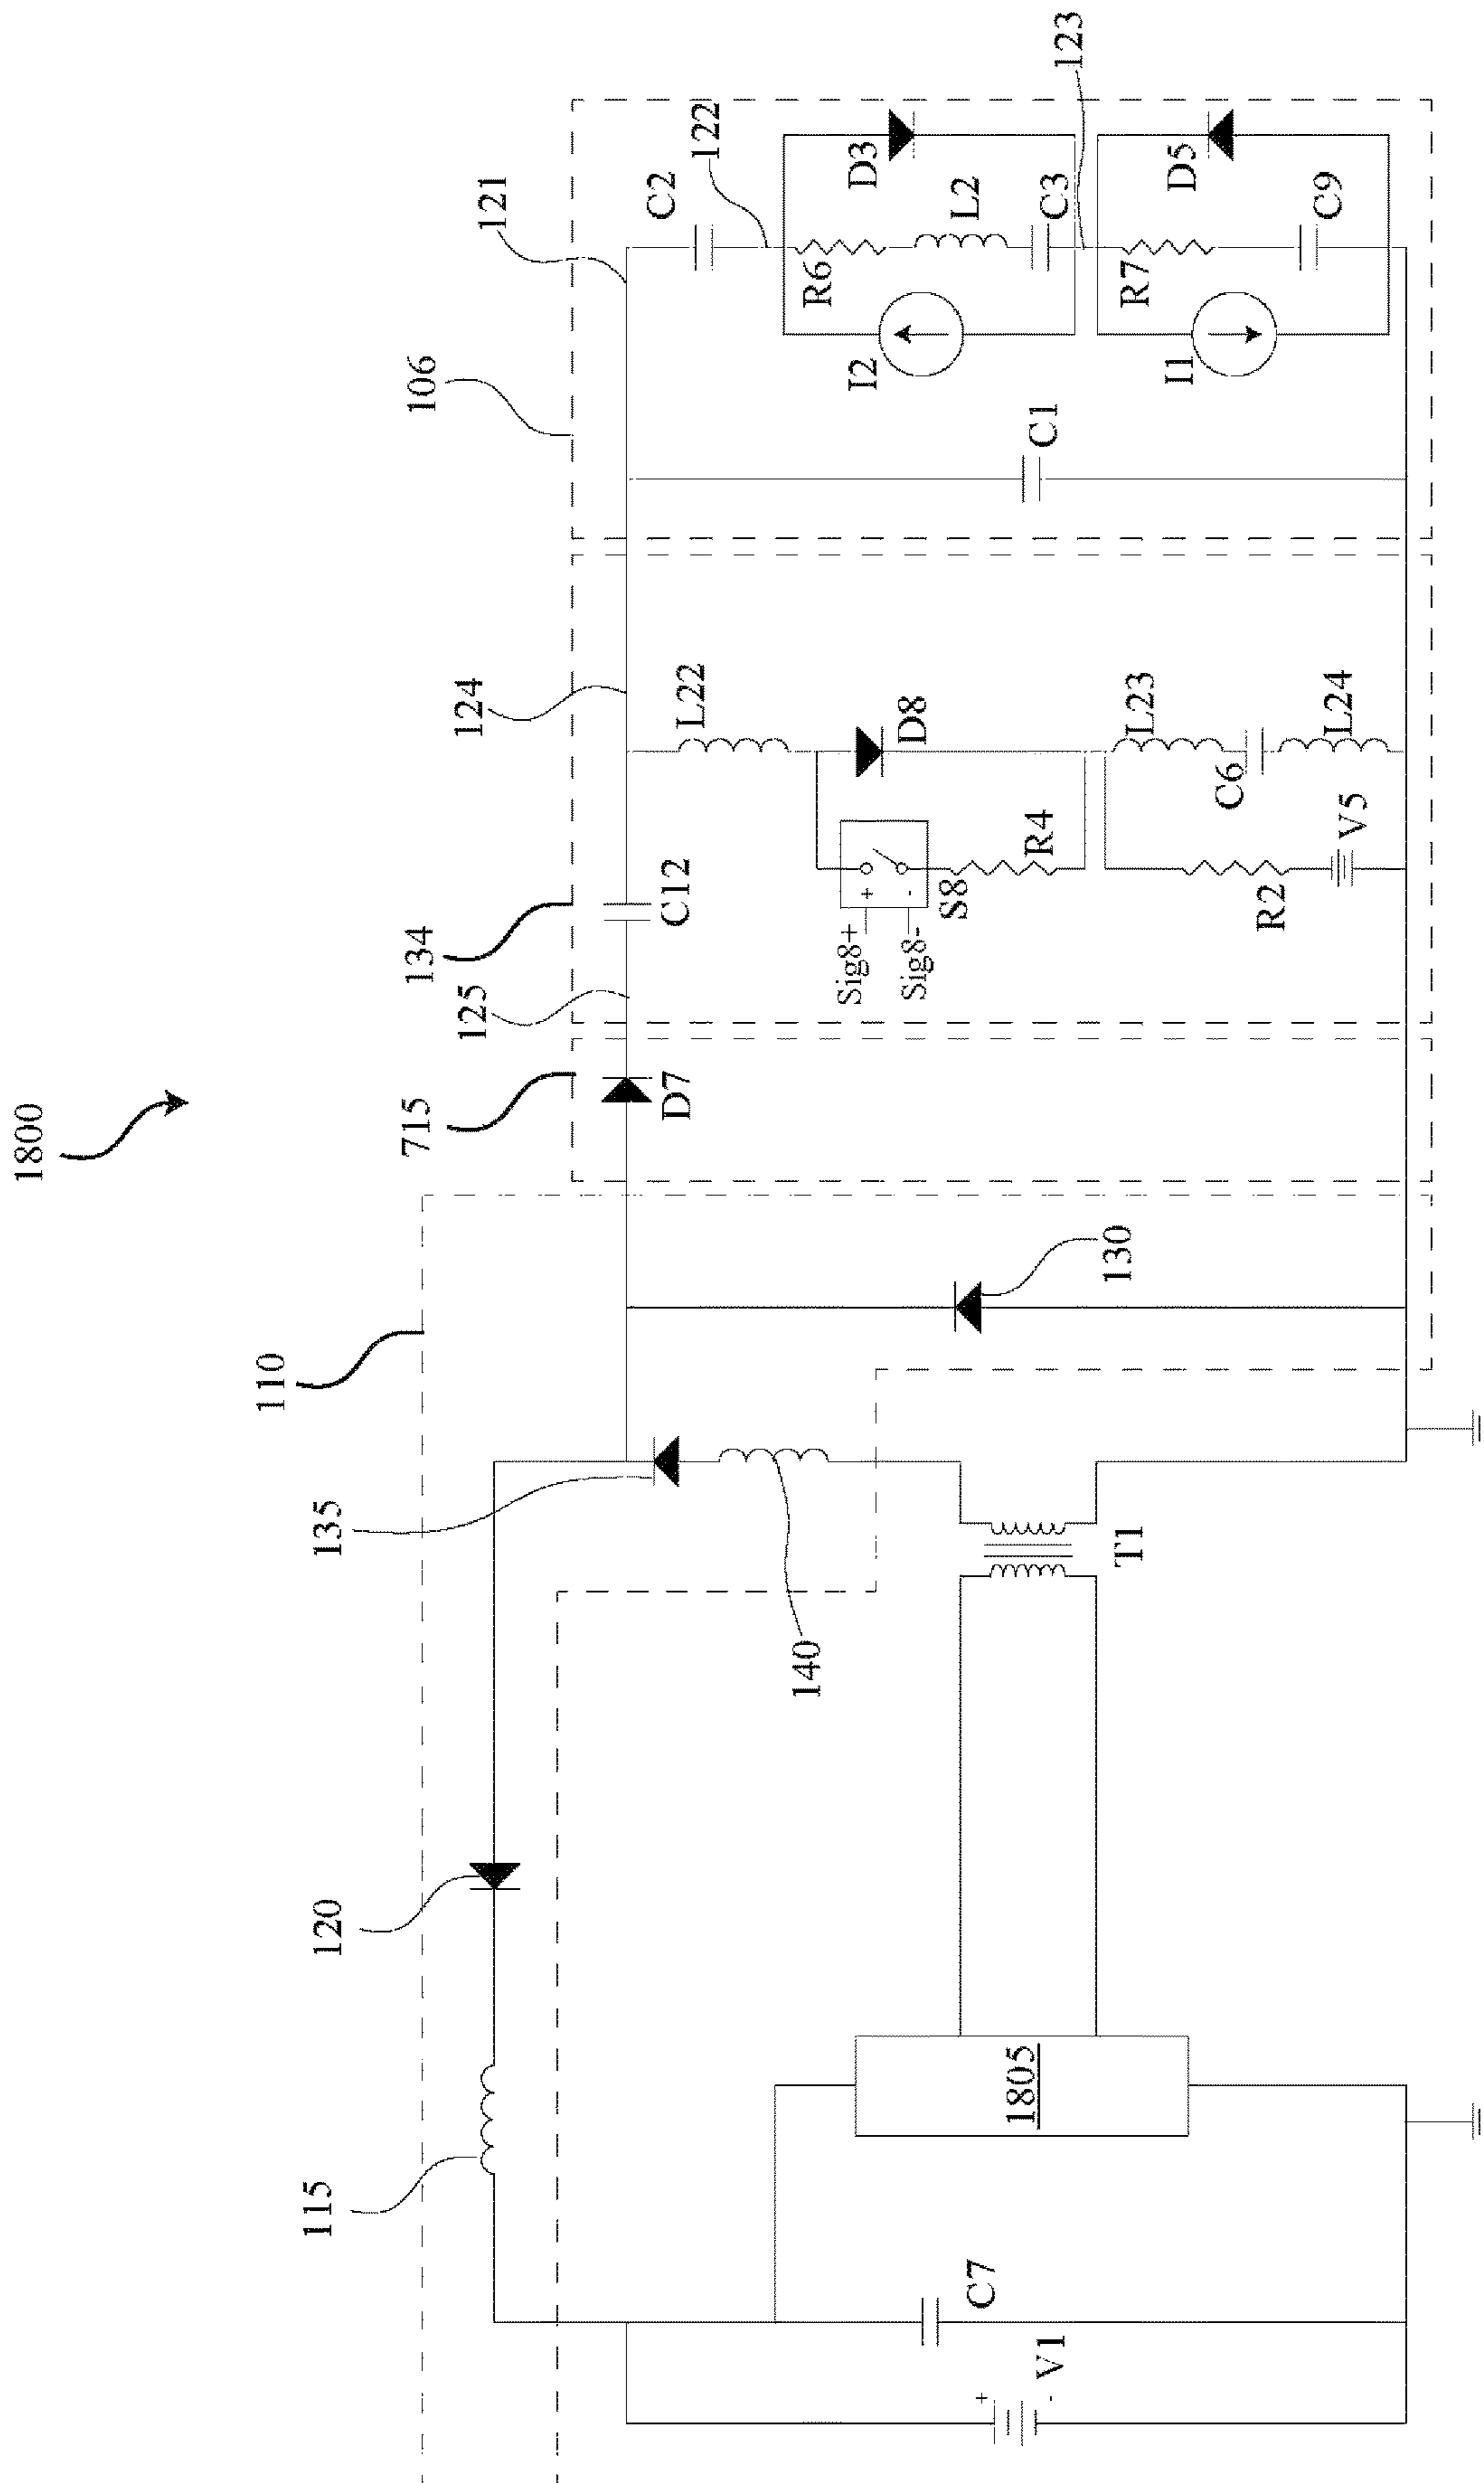 1800
110
715
134
106
125
124
121
C2
122
123
115
120
135
140
130
D7
C12
L22
D8
Sig8+
Sig8-
+
-
S8
R4
R2
V5
L23
C6
L24
C1
I2
I1
R6
L2
C3
R7
C9
D3
D5
V1
+
-
C7
1805
T1